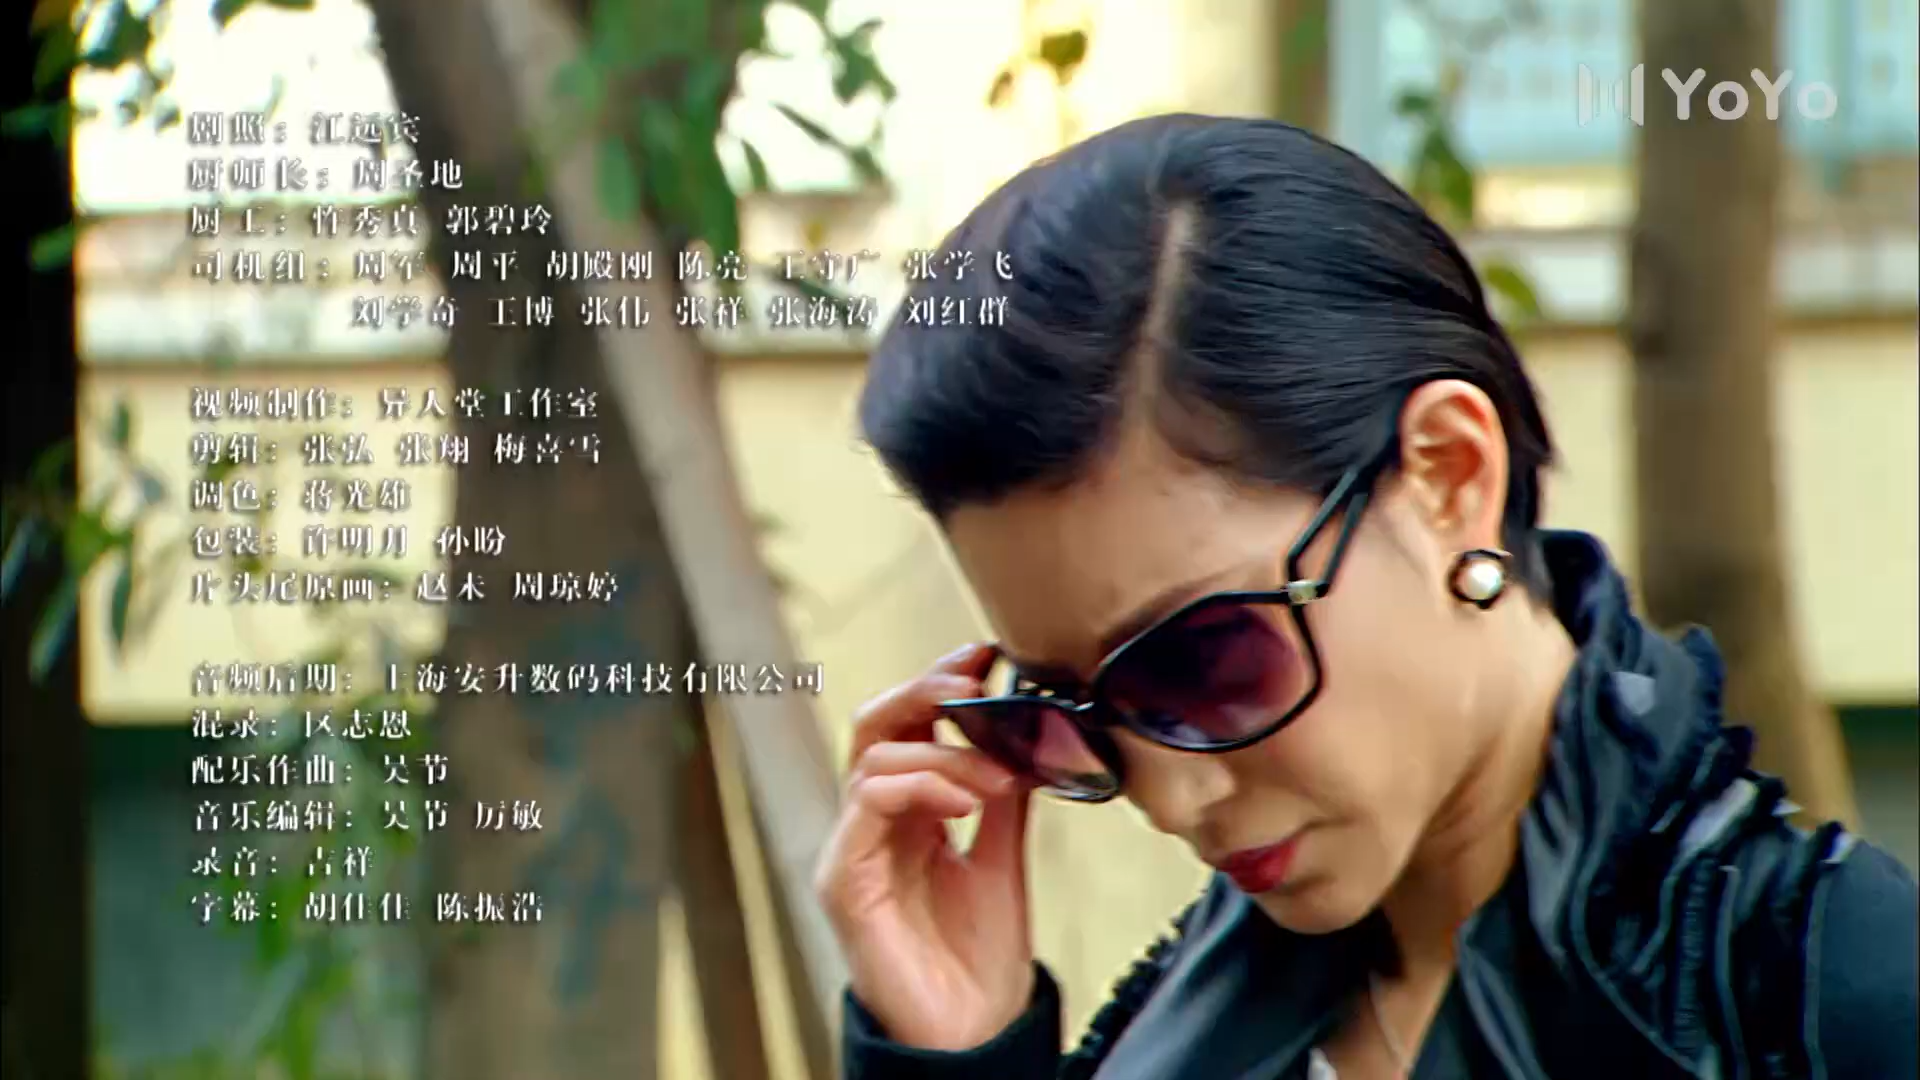 YoYo
剧照：江远宾
厨师长：周圣地
厨工：怍秀真 郭碧玲
司机组：周军 周平 胡殿刚 陈亮 王守广 张学飞
刘学奇 王博 张伟 张祥 张海涛 刘红群
视频制作：异人堂工作室
剪辑：张弘 张翔 梅喜雪
调色：蒋光雄
包装：许明月 孙盼
片头尾原画：赵未 周琼婷
音频后期：上海安升数码科技有限公司
混录：区志恩
配乐作曲：吴节
音乐编辑：吴节 厉敏
录音：吉祥
字幕：胡佳佳 陈振浩